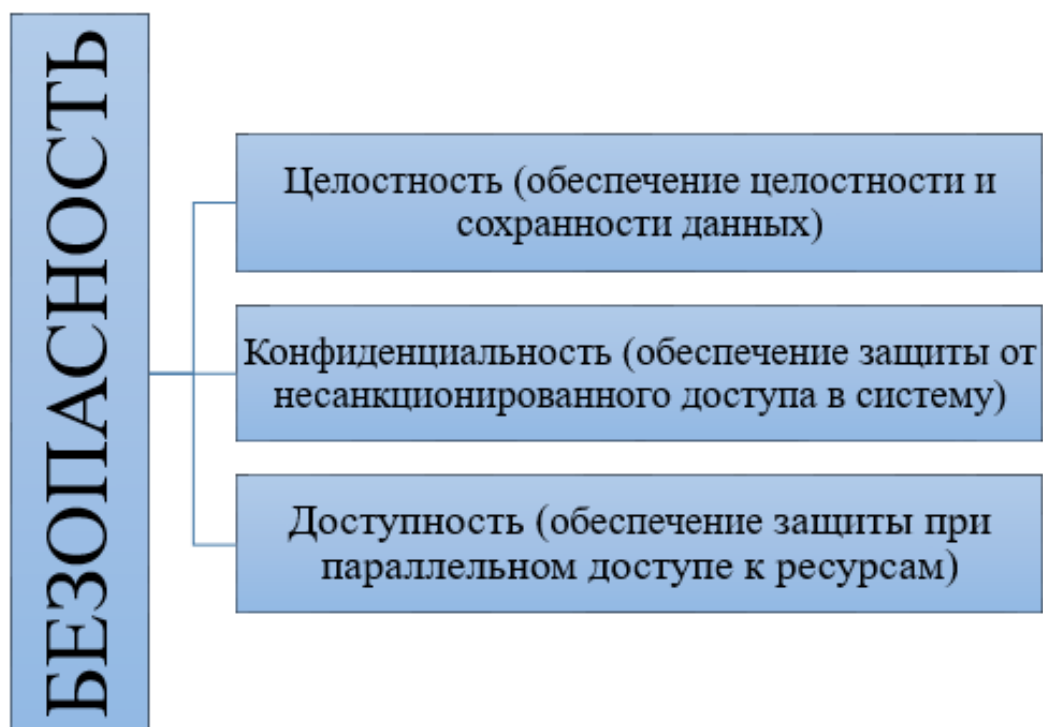 БЕЗОПАСНОСТЬ
Целостность (обеспечение целостности и
сохранности данных)
Конфиденциальность (обеспечение защиты от
несанкционированного доступа в систему)
Доступность (обеспечение защиты при
параллельном доступе к ресурсам)